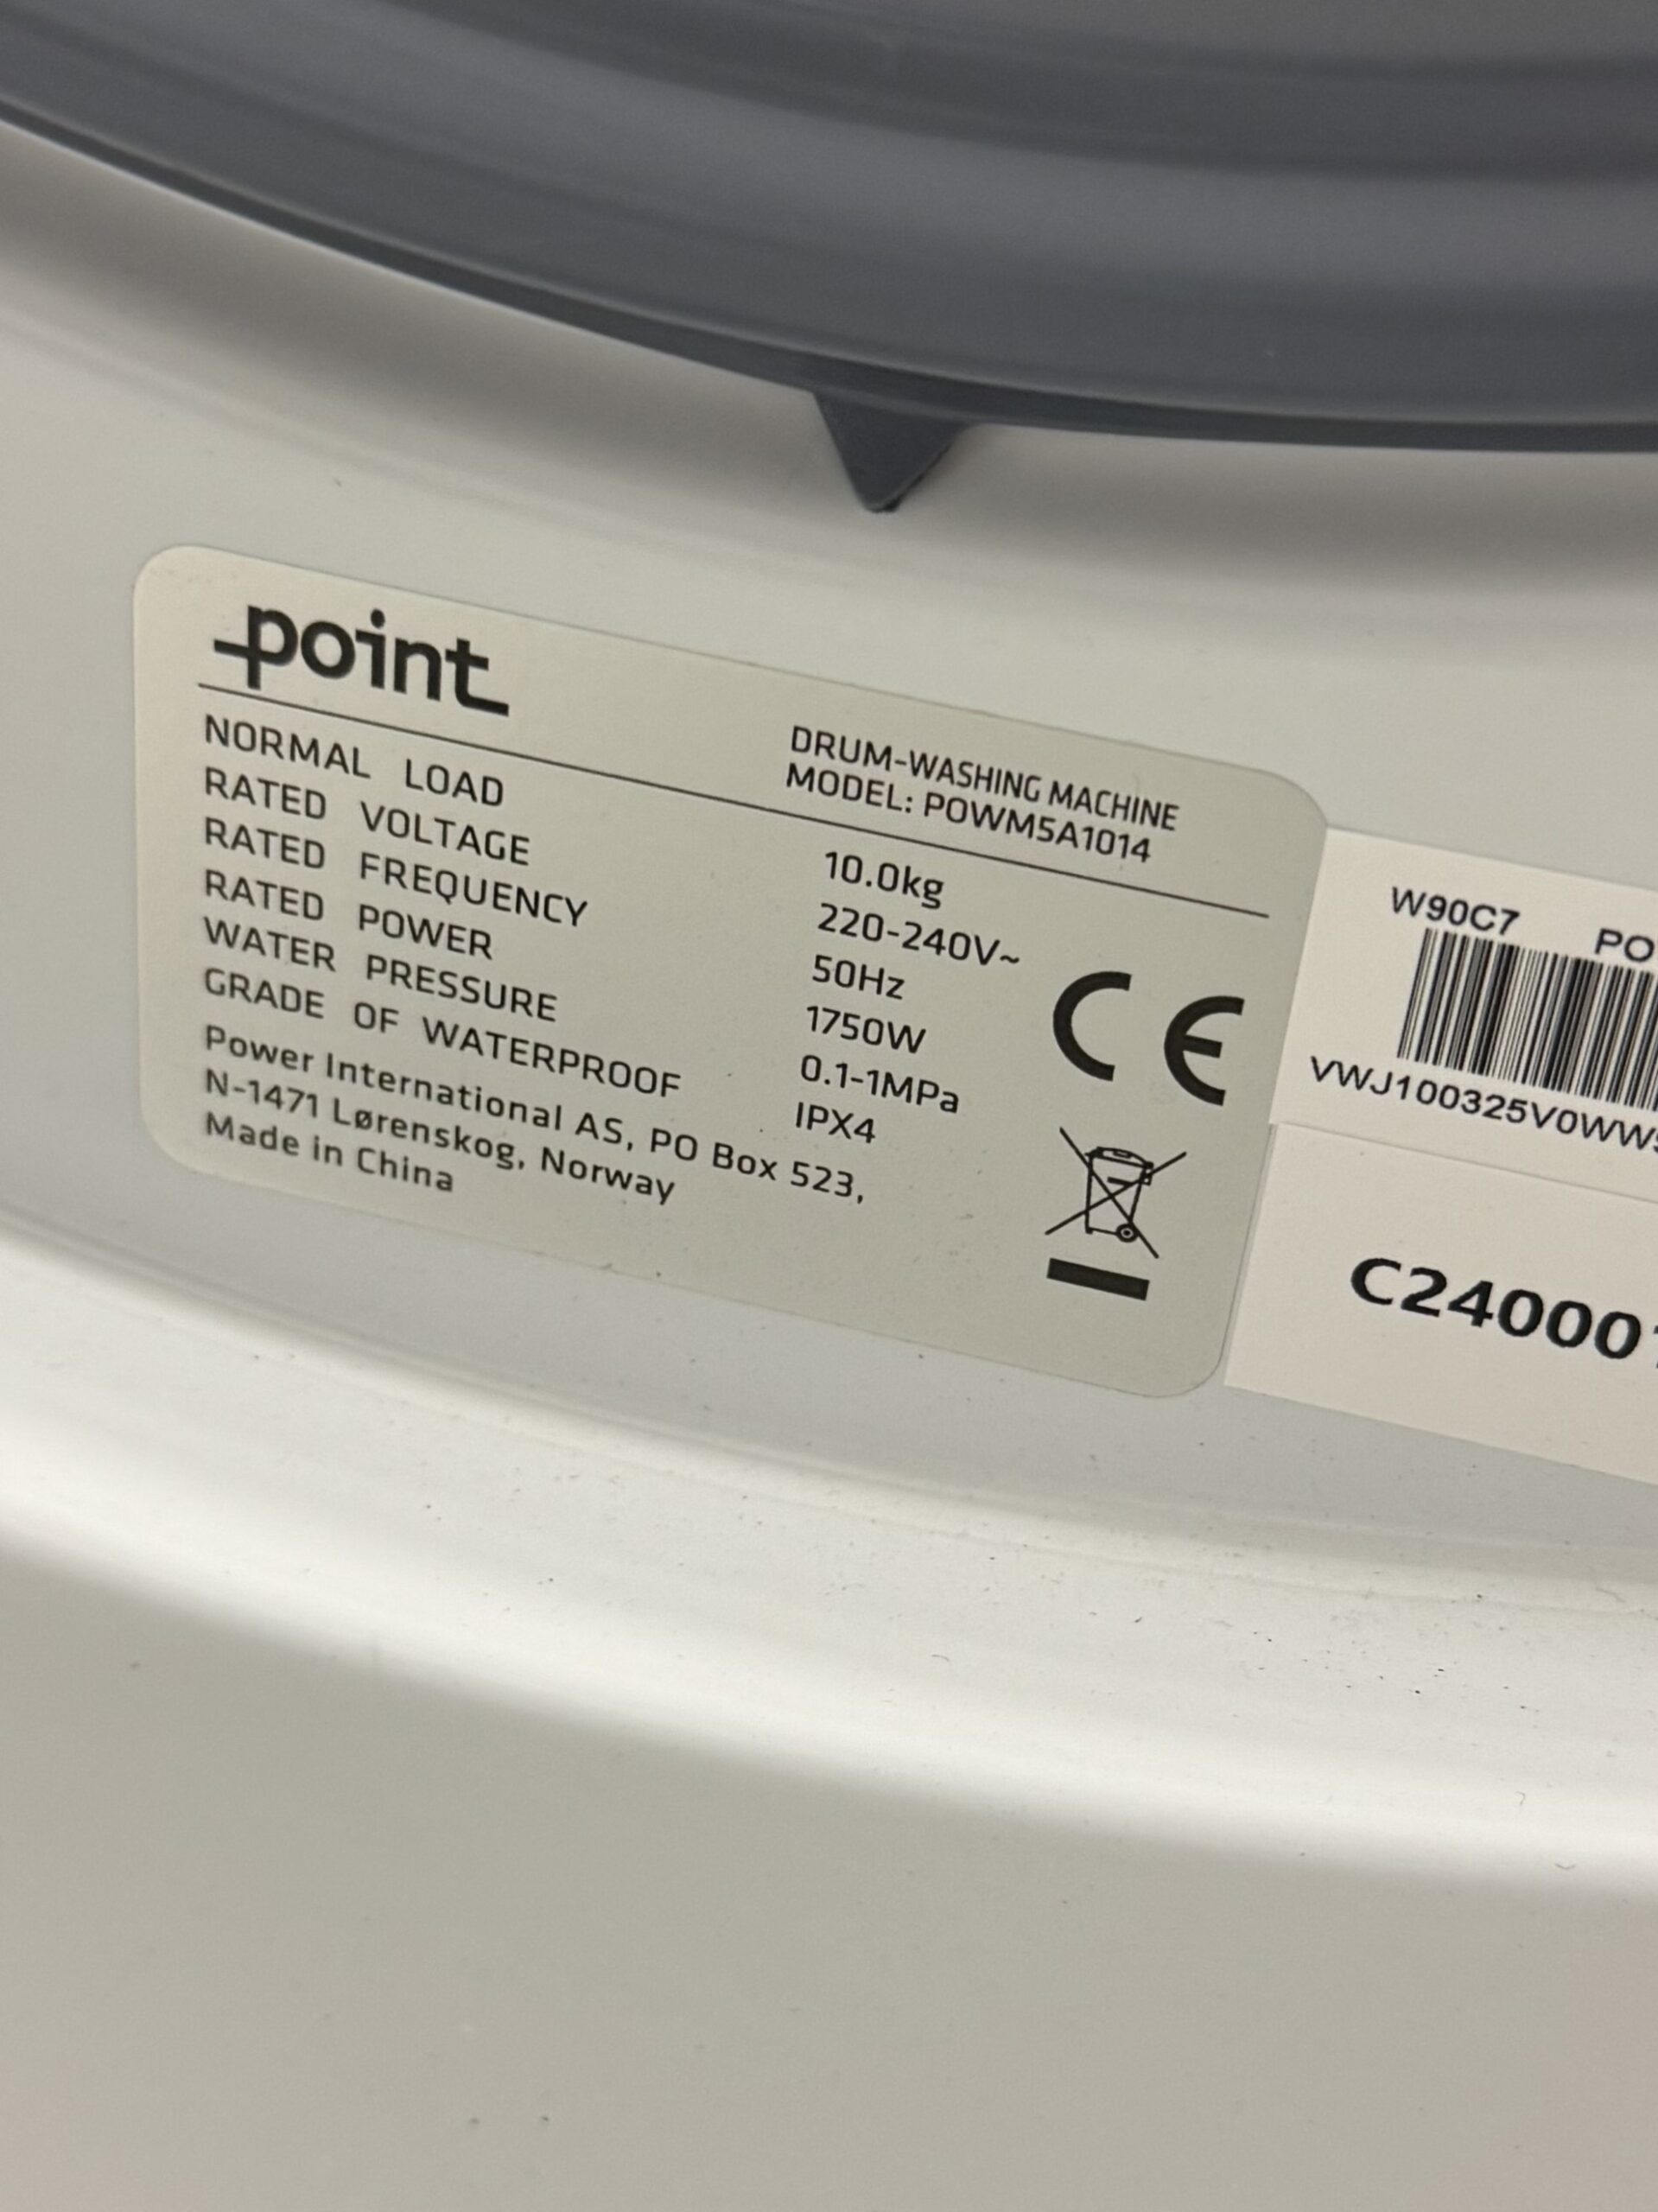 point
DRUM-WASHING MACHINE
MODEL: POWM5A1014
NORMAL LOAD 10.0kg
RATED VOLTAGE 220-240V~
RATED FREQUENCY 50Hz
RATED POWER 1750W
WATER PRESSURE 0.1-1MPa
GRADE OF WATERPROOF IPX4
Power International AS, PO Box 523,
N-1471 Lørenskog, Norway
Made in China
CE
W90C7 PO
VWJ100325V0WW
C24000